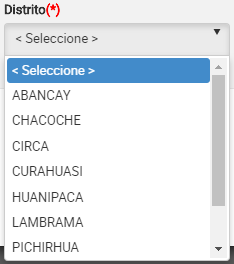 Distrito(*)
< Seleccione >
< Seleccione >
ABANCAY
CHACOCHE
CIRCA
CURAHUASI
HUANIPACA
LAMBRAMA
PICHIRHUA